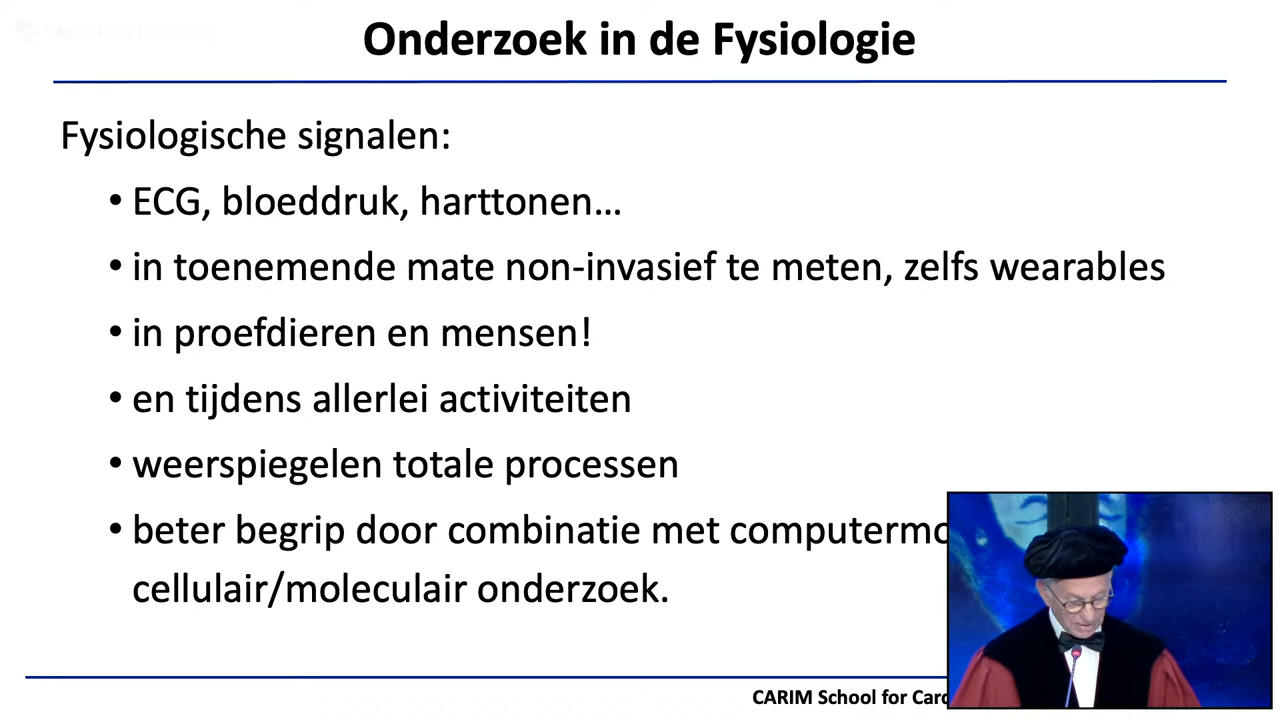 Onderzoek in de Fysiologie
Fysiologische signalen:
• ECG, bloeddruk, harttonen...
• in toenemende mate non-invasief te meten, zelfs wearables
• in proefdieren en mensen!
• en tijdens allerlei activiteiten
• weerspiegelen totale processen
• beter begrip door combinatie met computermo
cellulair/moleculair onderzoek.
CARIM School for Card